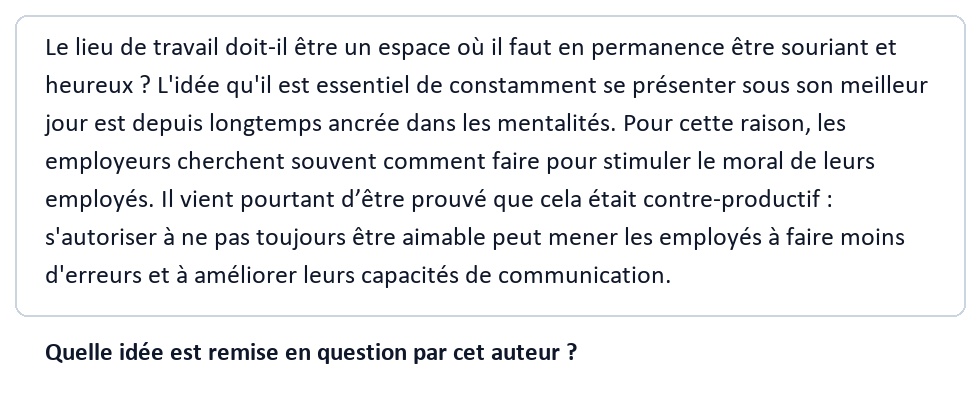 Le lieu de travail doit-il être un espace où il faut en permanence être souriant et
heureux ? L'idée qu'il est essentiel de constamment se présenter sous son meilleur
jour est depuis longtemps ancrée dans les mentalités. Pour cette raison, les
employeurs cherchent souvent comment faire pour stimuler le moral de leurs
employés. Il vient pourtant d’être prouvé que cela était contre-productif :
s'autoriser à ne pas toujours être aimable peut mener les employés à faire moins
d'erreurs et à améliorer leurs capacités de communication.
Quelle idée est remise en question par cet auteur ?